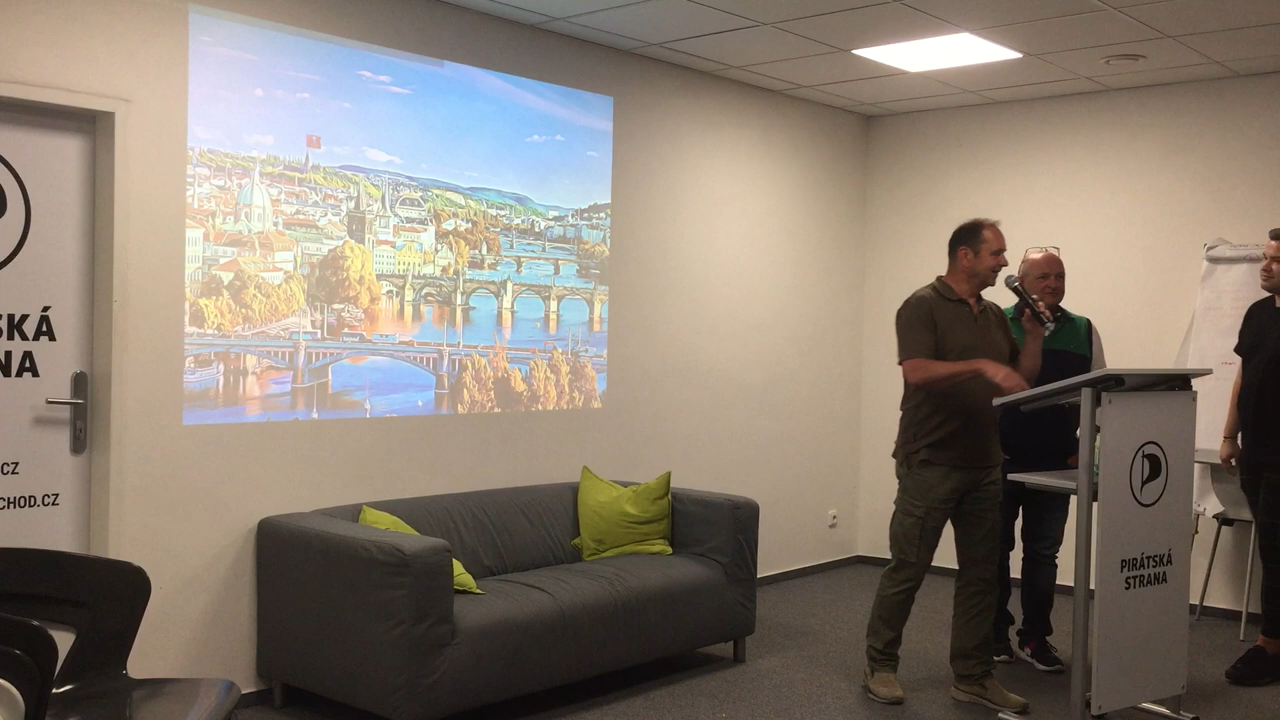 SKÁ
NA
.CZ
CHOD.CZ
PIRÁTSKÁ
STRANA